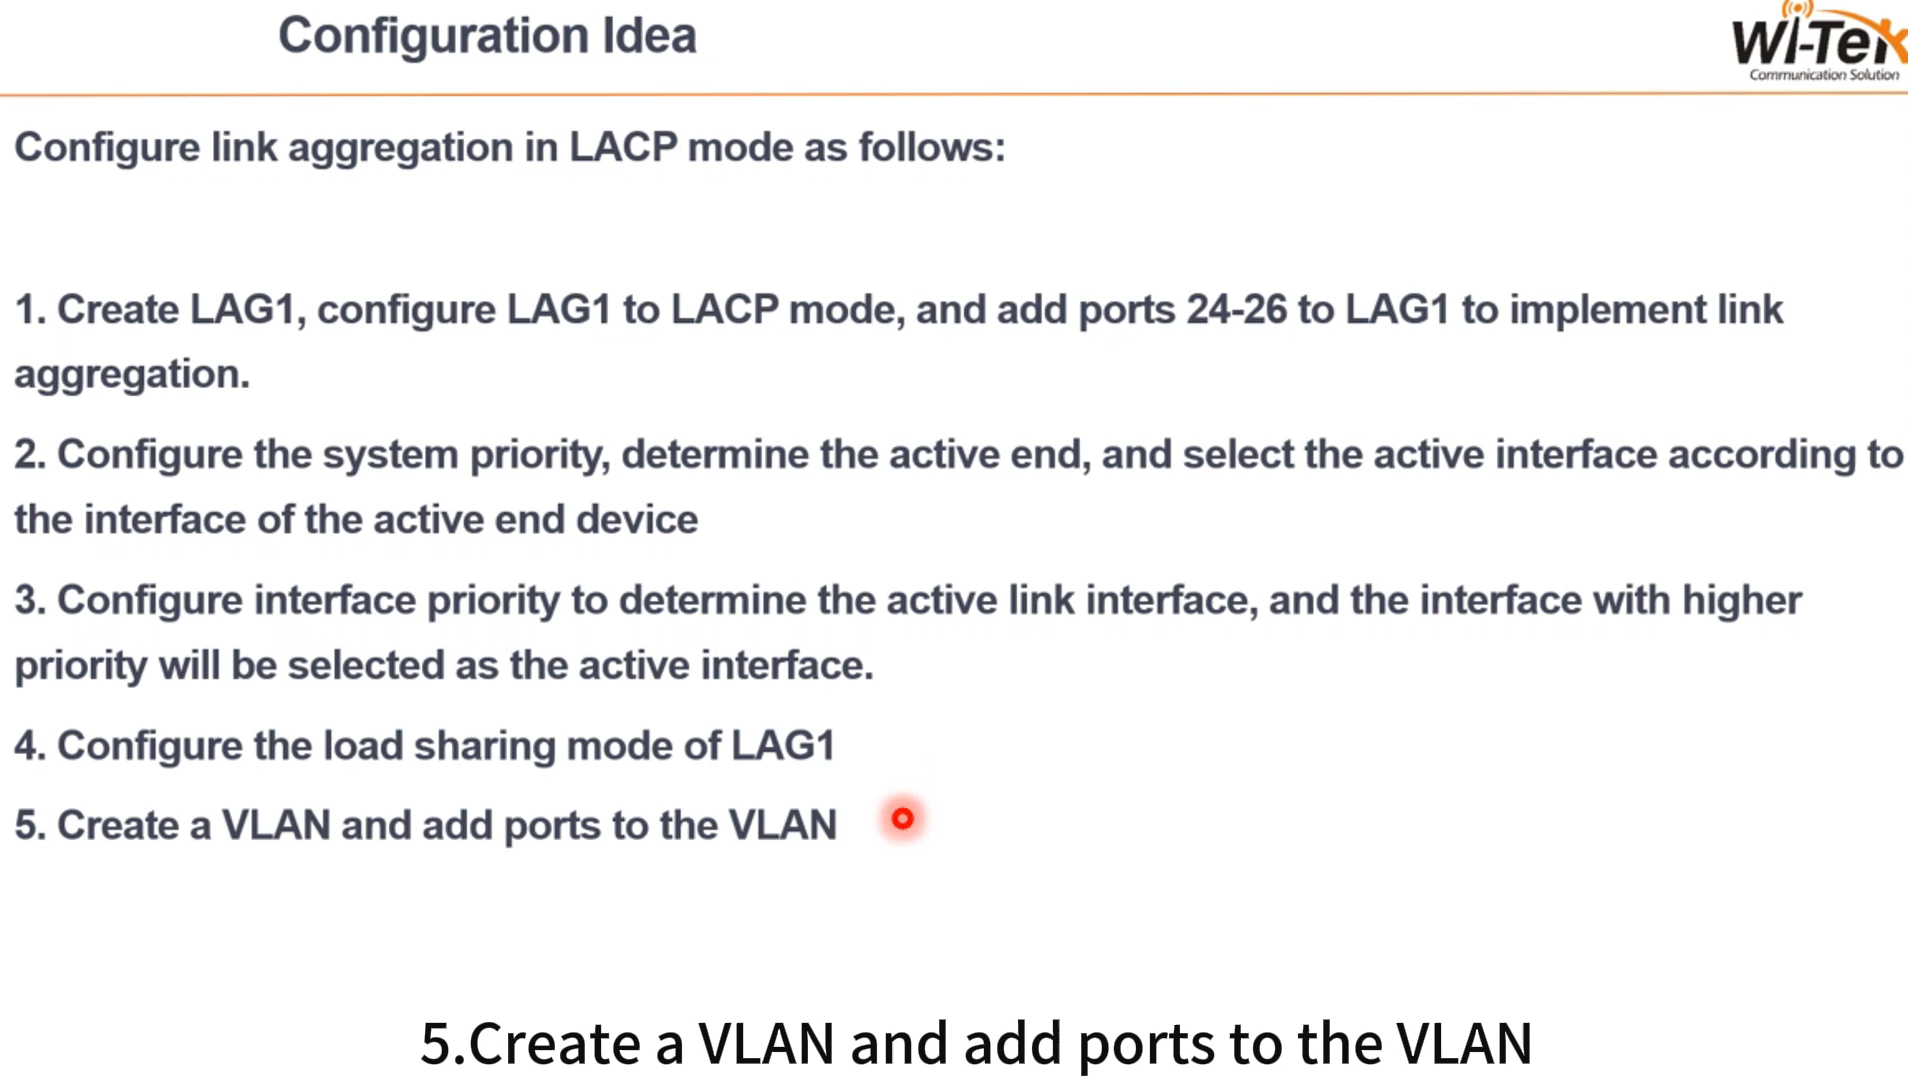 Configuration Idea
Wi-Tek
Communication Solution
Configure link aggregation in LACP mode as follows:
1. Create LAG1, configure LAG1 to LACP mode, and add ports 24-26 to LAG1 to implement link
aggregation.
2. Configure the system priority, determine the active end, and select the active interface according to
the interface of the active end device
3. Configure interface priority to determine the active link interface, and the interface with higher
priority will be selected as the active interface.
4. Configure the load sharing mode of LAG1
5. Create a VLAN and add ports to the VLAN
5.Create a VLAN and add ports to the VLAN